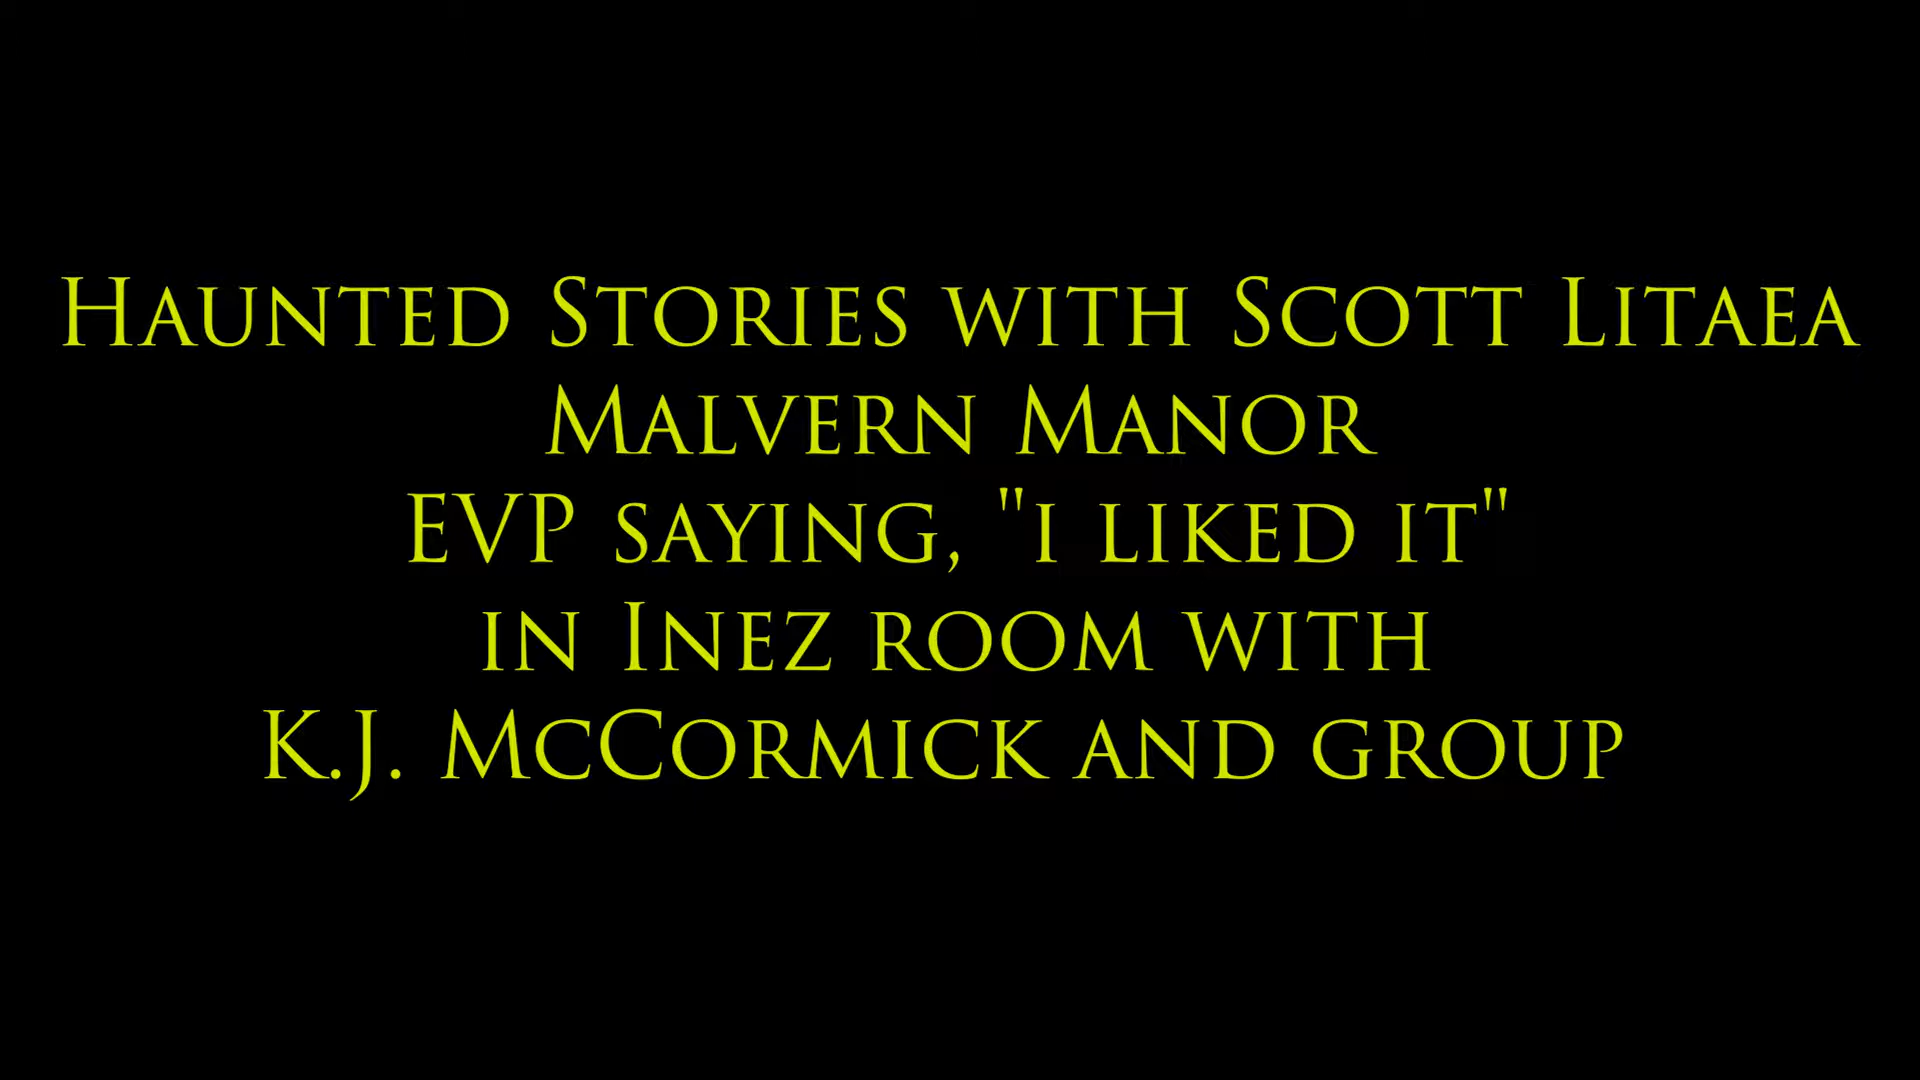 Haunted Stories with Scott Litaea
Malvern Manor
EVP saying, "i liked it"
in Inez room with
K.J. McCormick and group